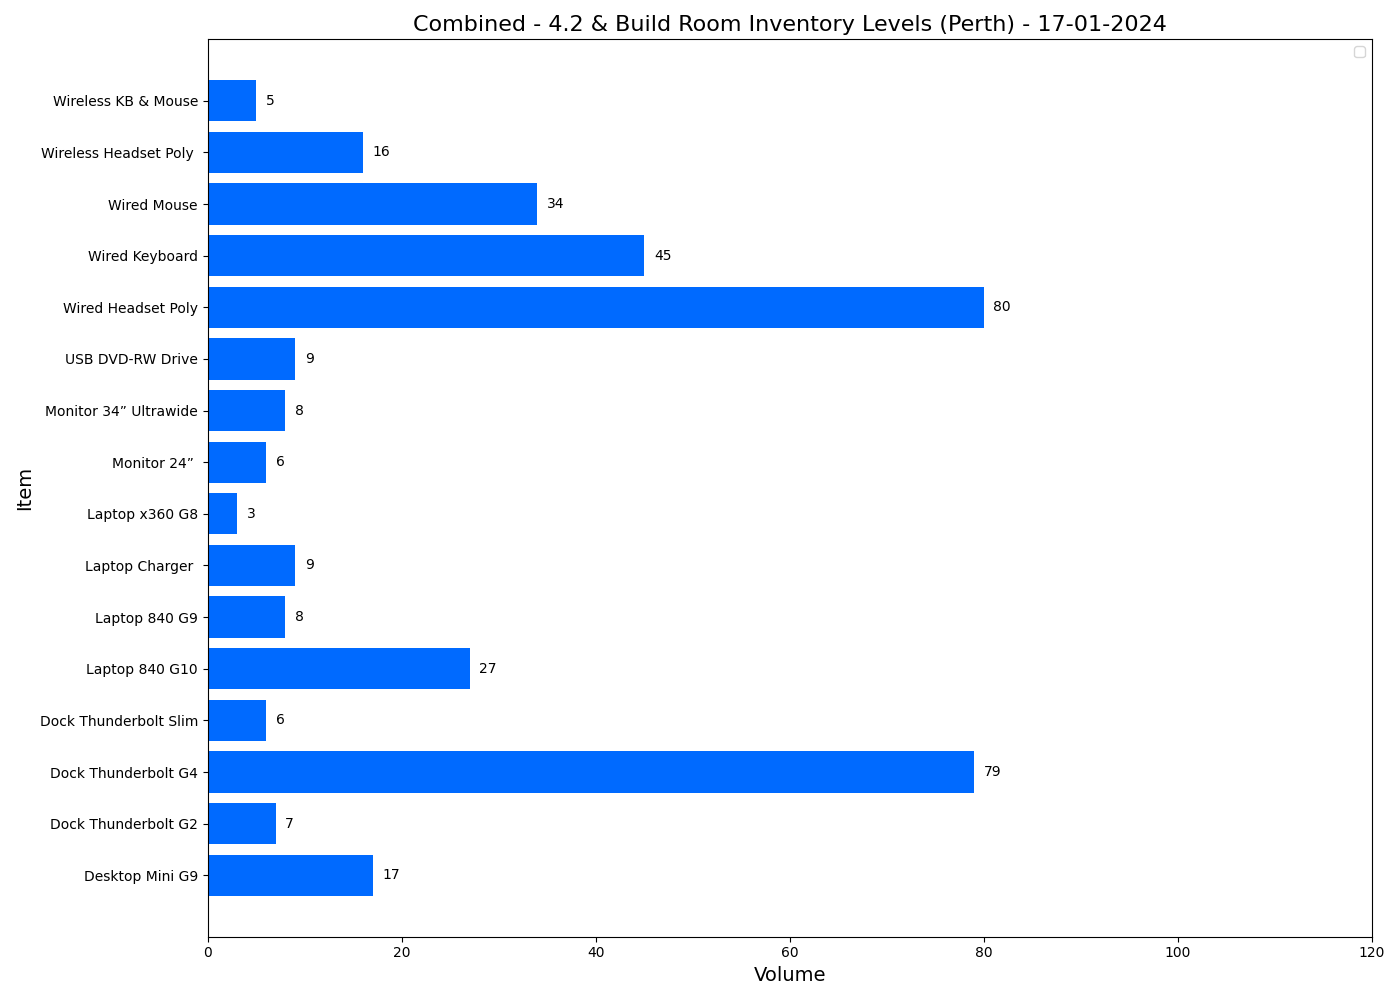 Combined - 4.2 & Build Room Inventory Levels (Perth) - 17-01-2024
Wireless KB & Mouse 5
Wireless Headset Poly 16
Wired Mouse 34
Wired Keyboard 45
Wired Headset Poly 80
USB DVD-RW Drive 9
Monitor 34” Ultrawide 8
Monitor 24” 6
Laptop x360 G8 3
Laptop Charger 9
Laptop 840 G9 8
Laptop 840 G10 27
Dock Thunderbolt Slim 6
Dock Thunderbolt G4 79
Dock Thunderbolt G2 7
Desktop Mini G9 17
Item
0 20 40 60 80 100 120
Volume